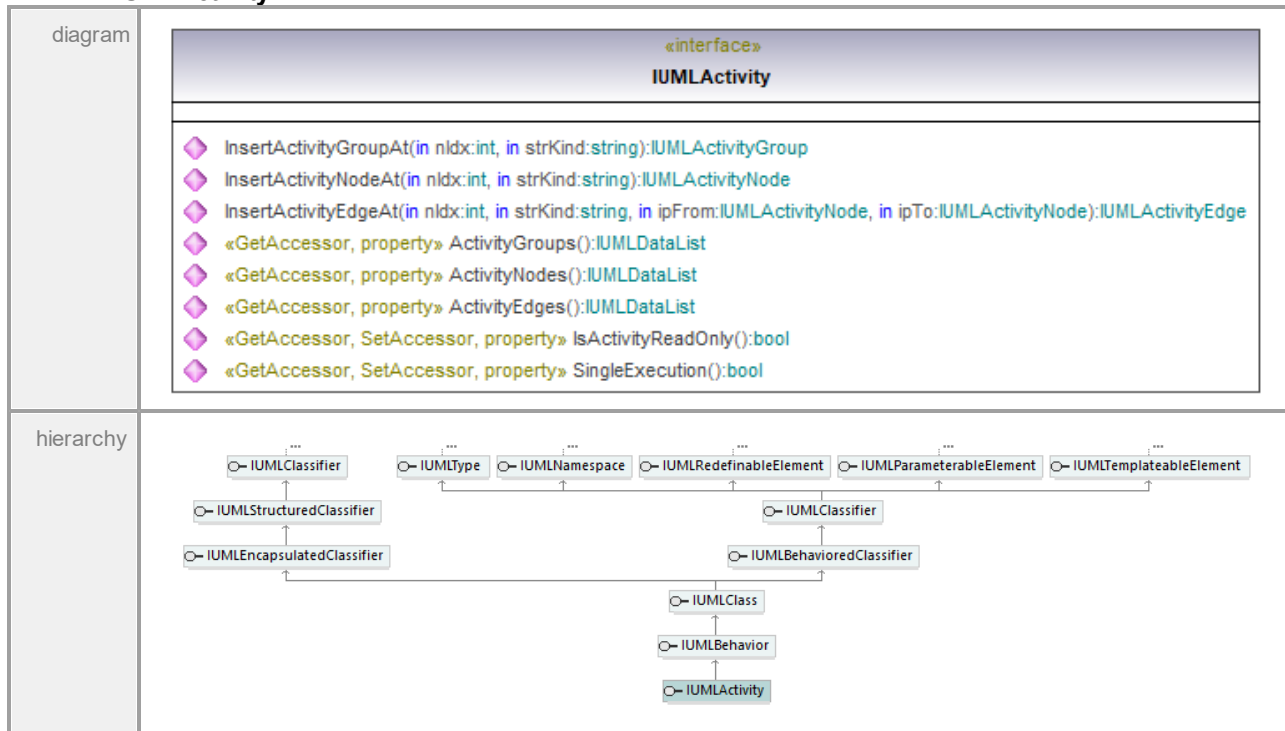 diagram
«interface»
IUMLActivity
InsertActivityGroupAt(in nIdx:int, in strKind:string):IUMLActivityGroup
InsertActivityNodeAt(in nIdx:int, in strKind:string):IUMLActivityNode
InsertActivityEdgeAt(in nIdx:int, in strKind:string, in ipFrom:IUMLActivityNode, in ipTo:IUMLActivityNode):IUMLActivityEdge
«GetAccessor, property» ActivityGroups():IUMLDataList
«GetAccessor, property» ActivityNodes():IUMLDataList
«GetAccessor, property» ActivityEdges():IUMLDataList
«GetAccessor, SetAccessor, property» IsActivityReadOnly():bool
«GetAccessor, SetAccessor, property» SingleExecution():bool
hierarchy
... ... ... ... ... ...
IUMLClassifier IUMLType IUMLNamespace IUMLRedefinableElement IUMLParameterableElement IUMLTemplateableElement
IUMLStructuredClassifier IUMLClassifier
IUMLEncapsulatedClassifier IUMLBehavioredClassifier
IUMLClass
IUMLBehavior
IUMLActivity